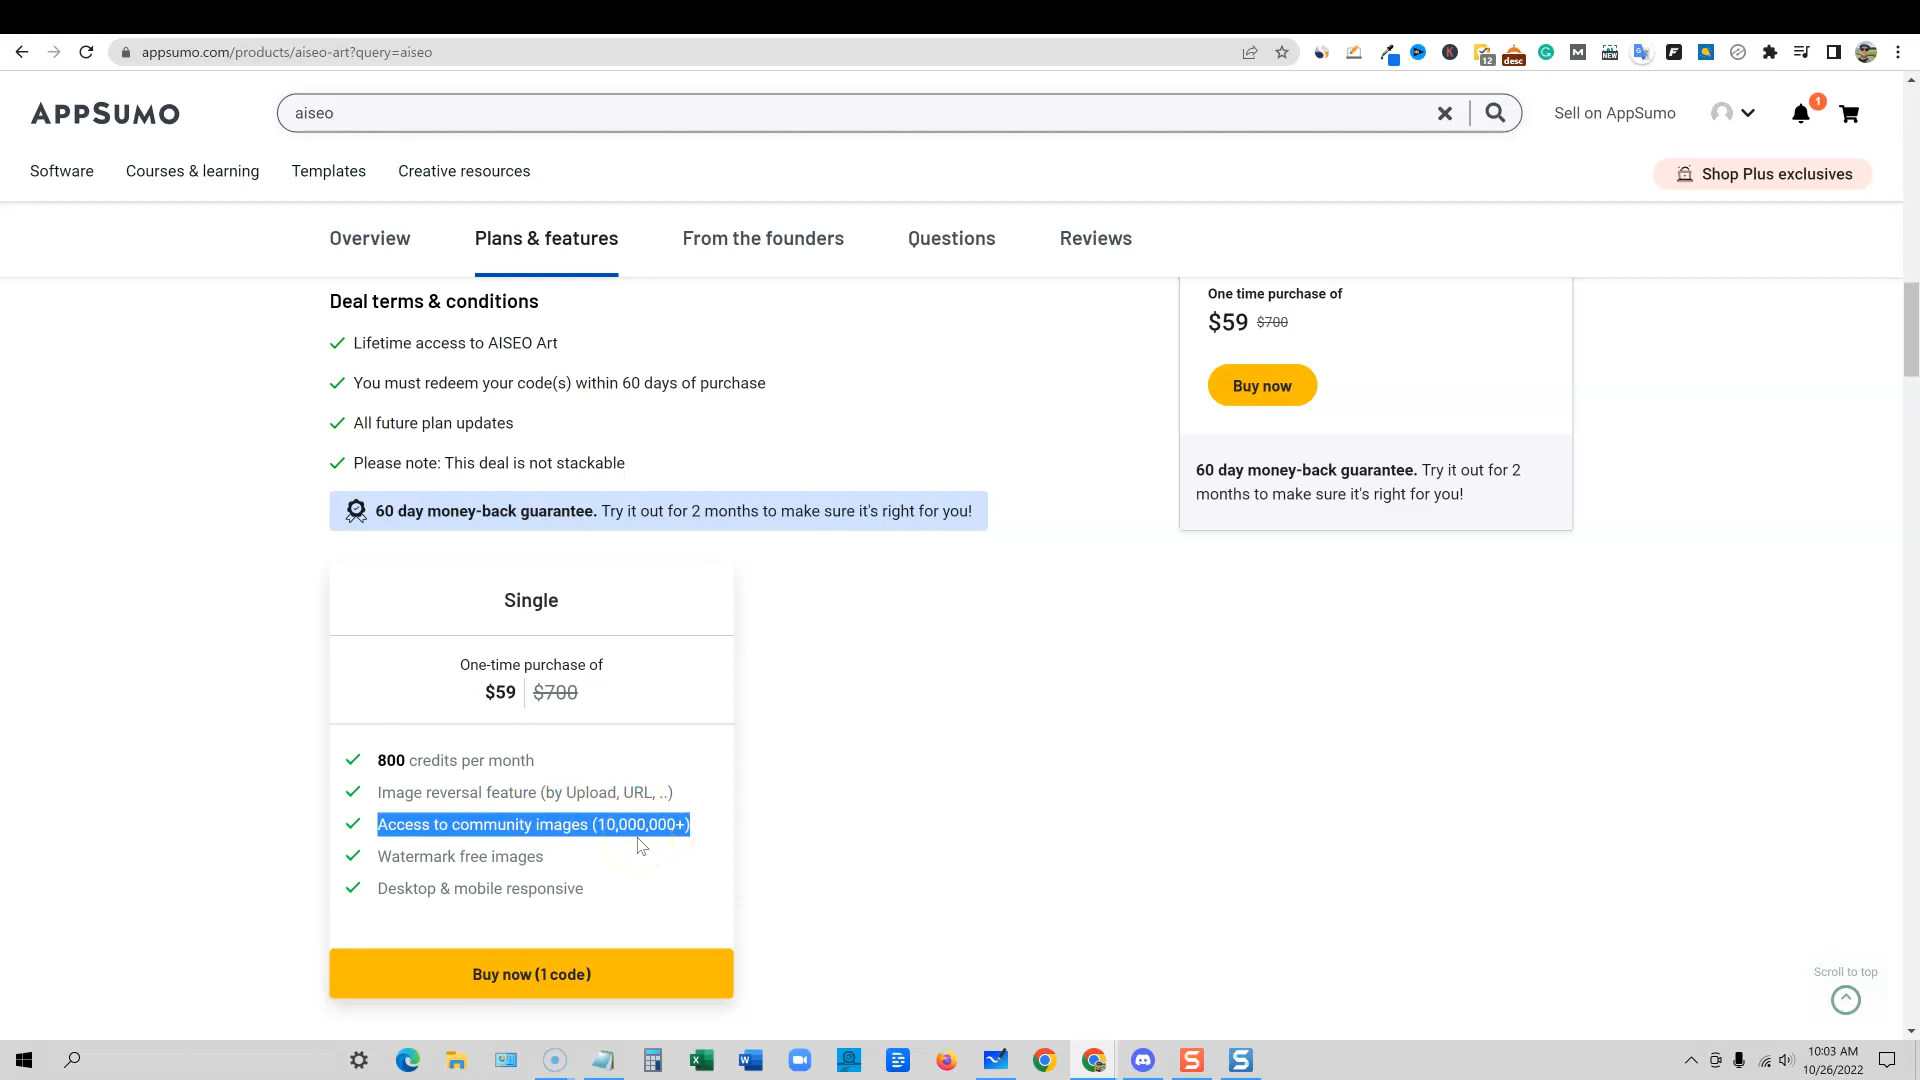 appsumo.com/products/aiseo-art?query=aiseo
12
desc
NEW
APPSUMO
aiseo
Sell on AppSumo
1
Software
Courses & learning
Templates
Creative resources
Shop Plus exclusives
Overview
Plans & features
From the founders
Questions
Reviews
Deal terms & conditions
Lifetime access to AISEO Art
You must redeem your code(s) within 60 days of purchase
All future plan updates
Please note: This deal is not stackable
60 day money-back guarantee. Try it out for 2 months to make sure it's right for you!
One time purchase of
$59 $700
Buy now
60 day money-back guarantee. Try it out for 2
months to make sure it's right for you!
Single
One-time purchase of
$59 $700
800 credits per month
Image reversal feature (by Upload, URL, ..)
Access to community images (10,000,000+)
Watermark free images
Desktop & mobile responsive
Buy now (1 code)
Scroll to top
10:03 AM
10/26/2022